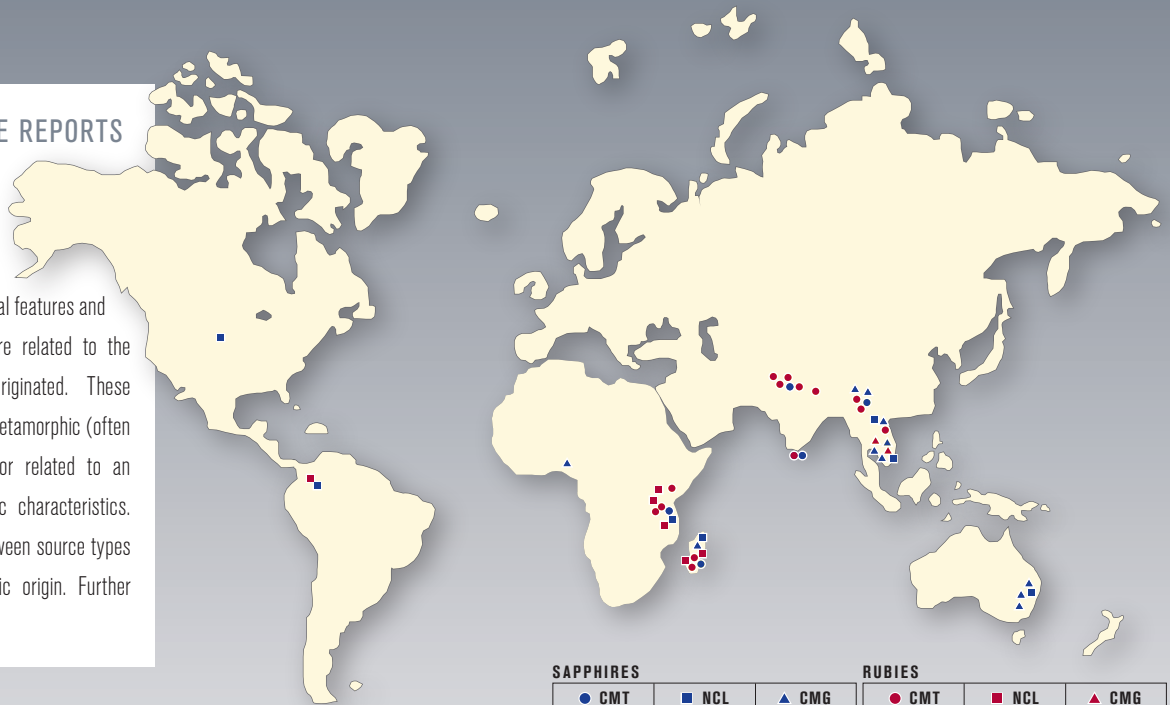 E REPORTS
al features and
re related to the
riginated. These
etamorphic (often
or related to an
c characteristics.
ween source types
ic origin. Further
SAPPHIRES
RUBIES
CMT NCL CMG CMT NCL CMG